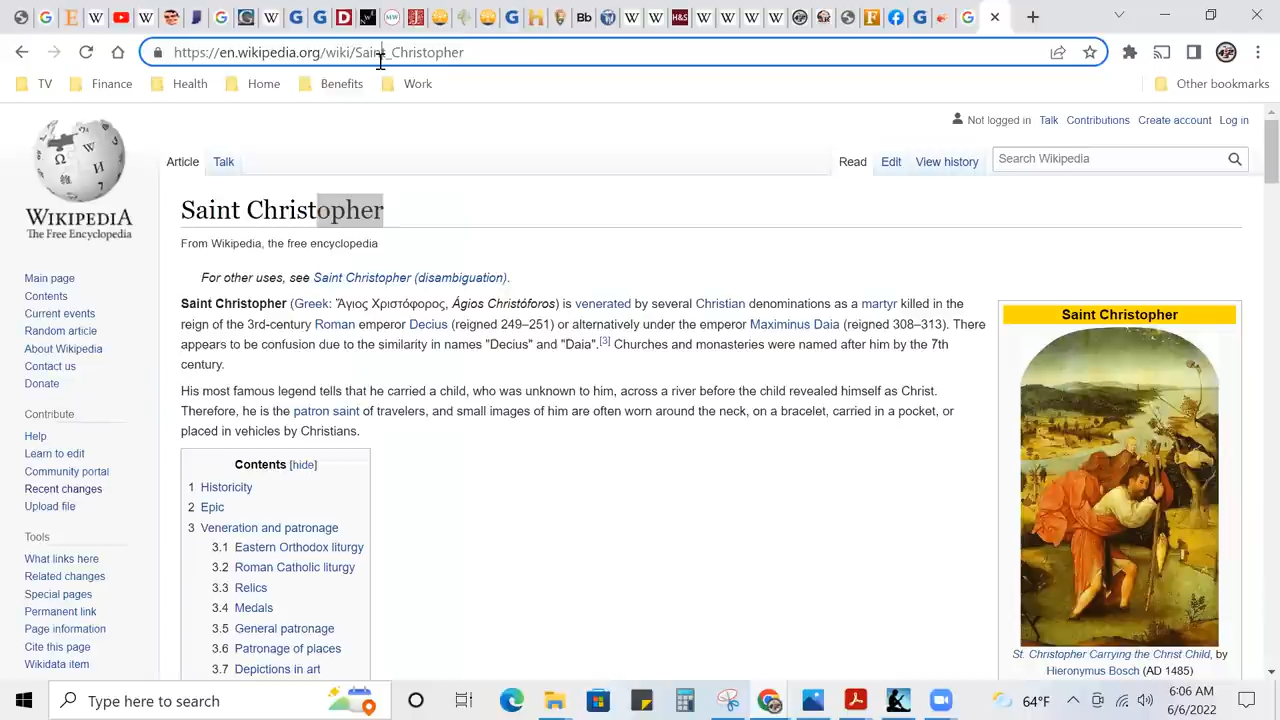 https://en.wikipedia.org/wiki/Saint_Christopher
TV Finance Health Home Benefits Work Other bookmarks
Not logged in Talk Contributions Create account Log in
Article Talk Read Edit View history Search Wikipedia
WIKIPEDIA
The Free Encyclopedia
Main page
Contents
Current events
Random article
About Wikipedia
Contact us
Donate
Contribute
Help
Learn to edit
Community portal
Recent changes
Upload file
Tools
What links here
Related changes
Special pages
Permanent link
Page information
Cite this page
Wikidata item
Saint Christopher
From Wikipedia, the free encyclopedia
For other uses, see Saint Christopher (disambiguation).
Saint Christopher (Greek: Ἅγιος Χριστόφορος, Ágios Christóforos) is venerated by several Christian denominations as a martyr killed in the
reign of the 3rd-century Roman emperor Decius (reigned 249–251) or alternatively under the emperor Maximinus Daia (reigned 308–313). There
appears to be confusion due to the similarity in names "Decius" and "Daia".[3] Churches and monasteries were named after him by the 7th
century.
His most famous legend tells that he carried a child, who was unknown to him, across a river before the child revealed himself as Christ.
Therefore, he is the patron saint of travelers, and small images of him are often worn around the neck, on a bracelet, carried in a pocket, or
placed in vehicles by Christians.
Contents [hide]
1 Historicity
2 Epic
3 Veneration and patronage
3.1 Eastern Orthodox liturgy
3.2 Roman Catholic liturgy
3.3 Relics
3.4 Medals
3.5 General patronage
3.6 Patronage of places
3.7 Depictions in art
Saint Christopher
St. Christopher Carrying the Christ Child, by
Hieronymus Bosch (AD 1485)
Type here to search
64°F
6:06 AM
6/6/2022